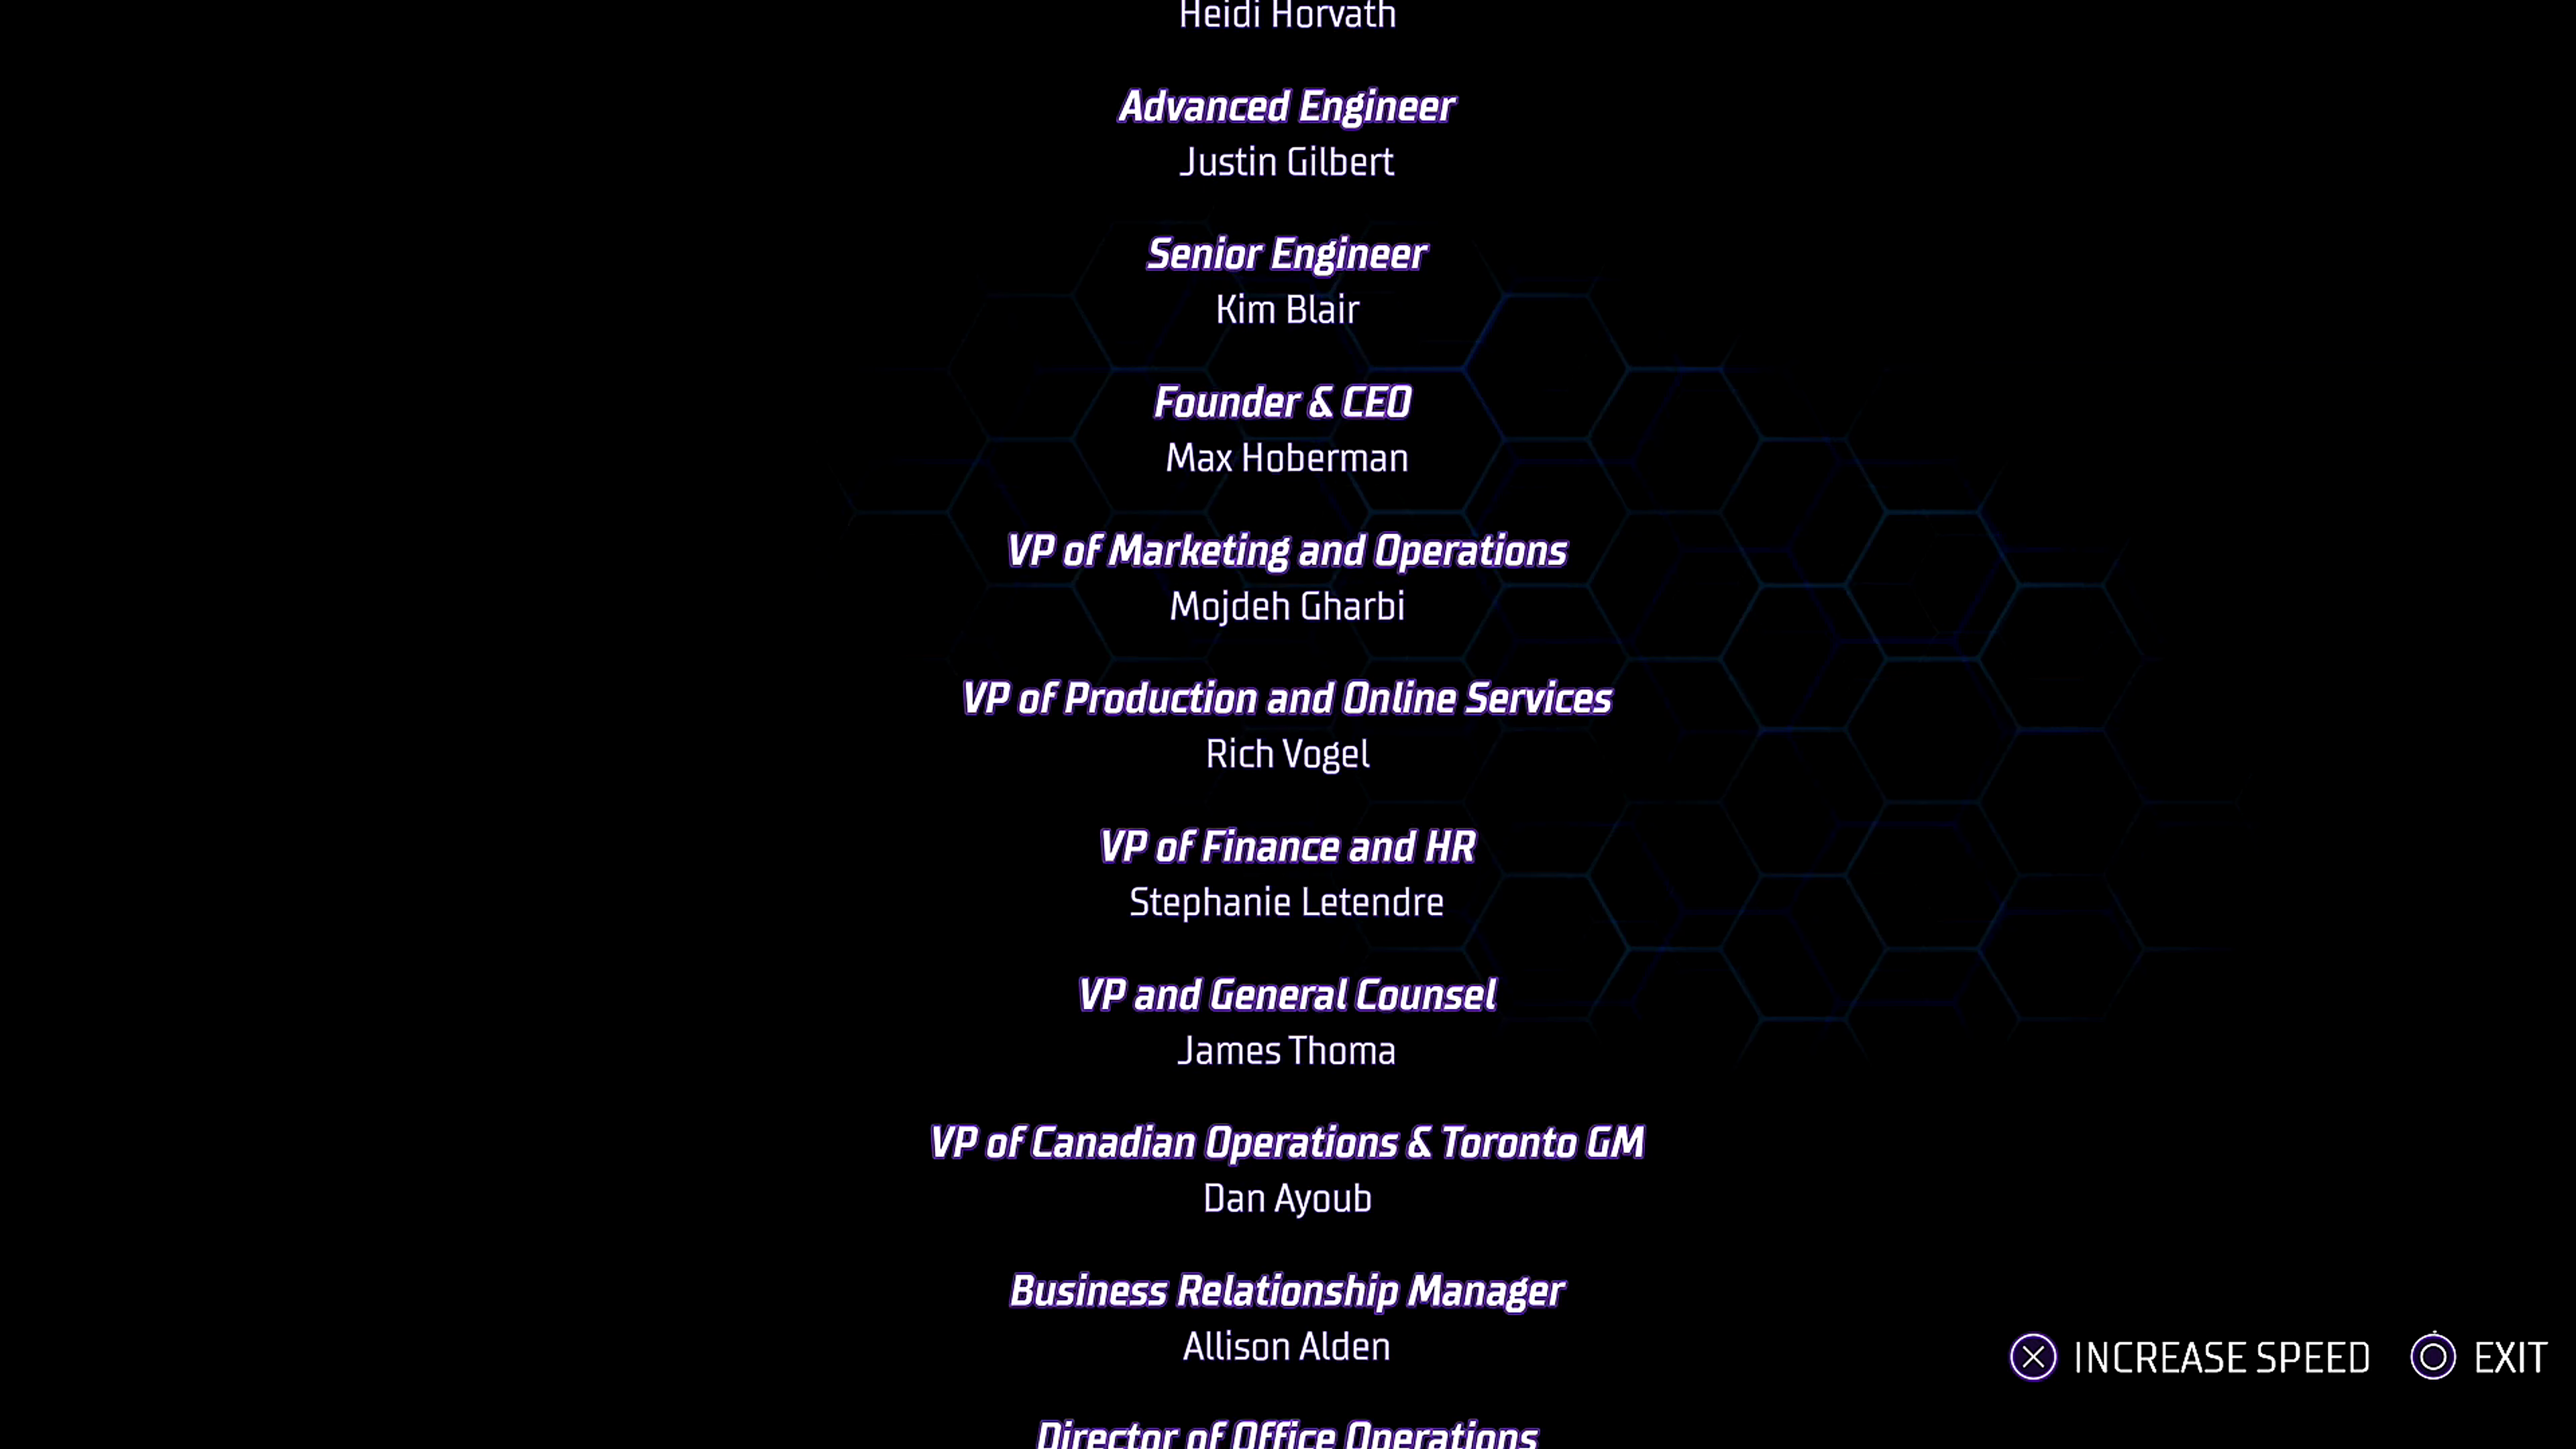 Heidi Horvath
Advanced Engineer
Justin Gilbert
Senior Engineer
Kim Blair
Founder & CEO
Max Hoberman
VP of Marketing and Operations
Mojdeh Gharbi
VP of Production and Online Services
Rich Vogel
VP of Finance and HR
Stephanie Letendre
VP and General Counsel
James Thoma
VP of Canadian Operations & Toronto GM
Dan Ayoub
Business Relationship Manager
Allison Alden
INCREASE SPEED EXIT
Director of Office Operations